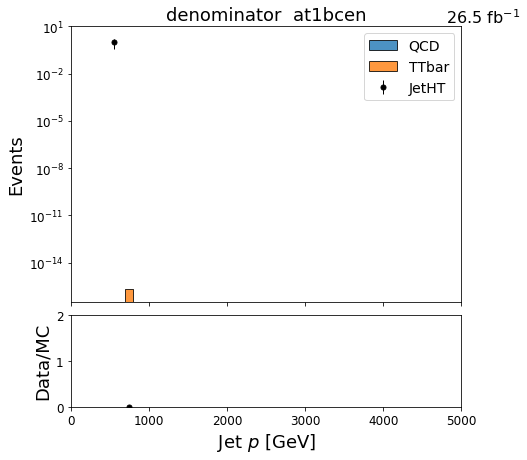 denominator  at1bcen
26.5 fb⁻¹
10¹
10⁻²
10⁻⁵
10⁻⁸
10⁻¹¹
10⁻¹⁴
Events
QCD
TTbar
JetHT
2
1
0
Data/MC
0 1000 2000 3000 4000 5000
Jet p [GeV]